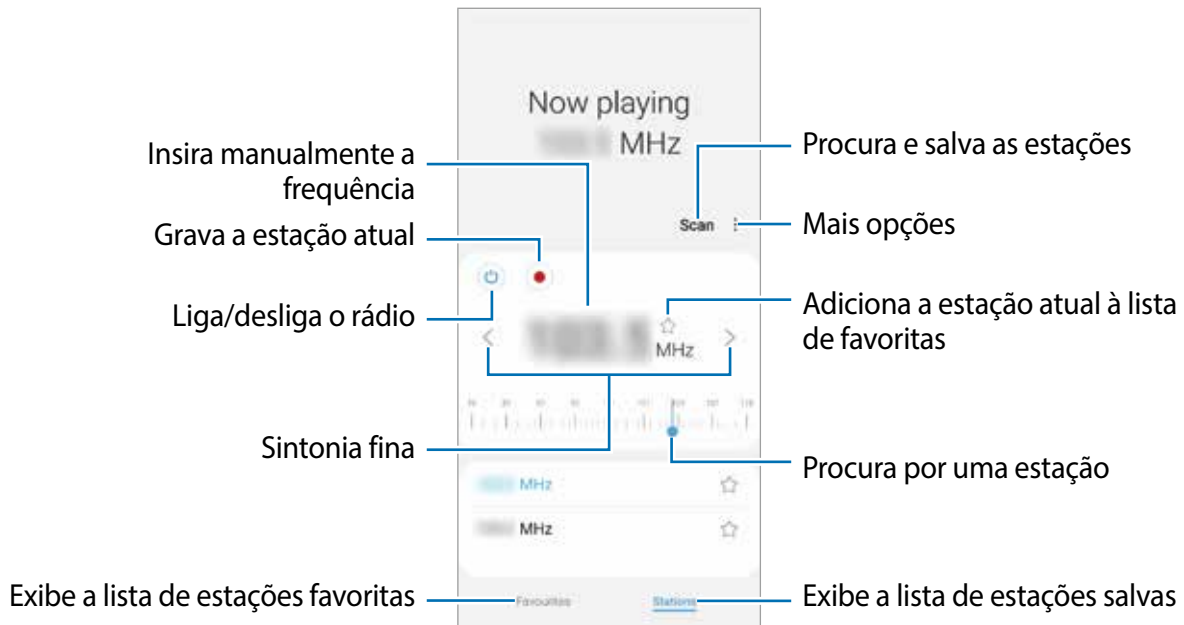 Now playing
MHz
Insira manualmente a
frequência
Procura e salva as estações
Scan
Mais opções
Grava a estação atual
Liga/desliga o rádio
Adiciona a estação atual à lista
de favoritas
103.5
MHz
Sintonia fina
Procura por uma estação
MHz
MHz
Exibe a lista de estações favoritas
Favourites
Stations
Exibe a lista de estações salvas